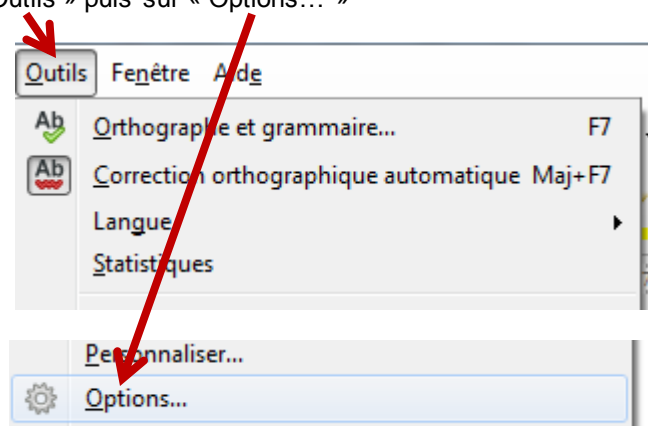 Outils » puis sur « Options… »
Outils Fenêtre Aide
Orthographe et grammaire... F7
Correction orthographique automatique Maj+F7
Langue
Statistiques
Personnaliser...
Options...